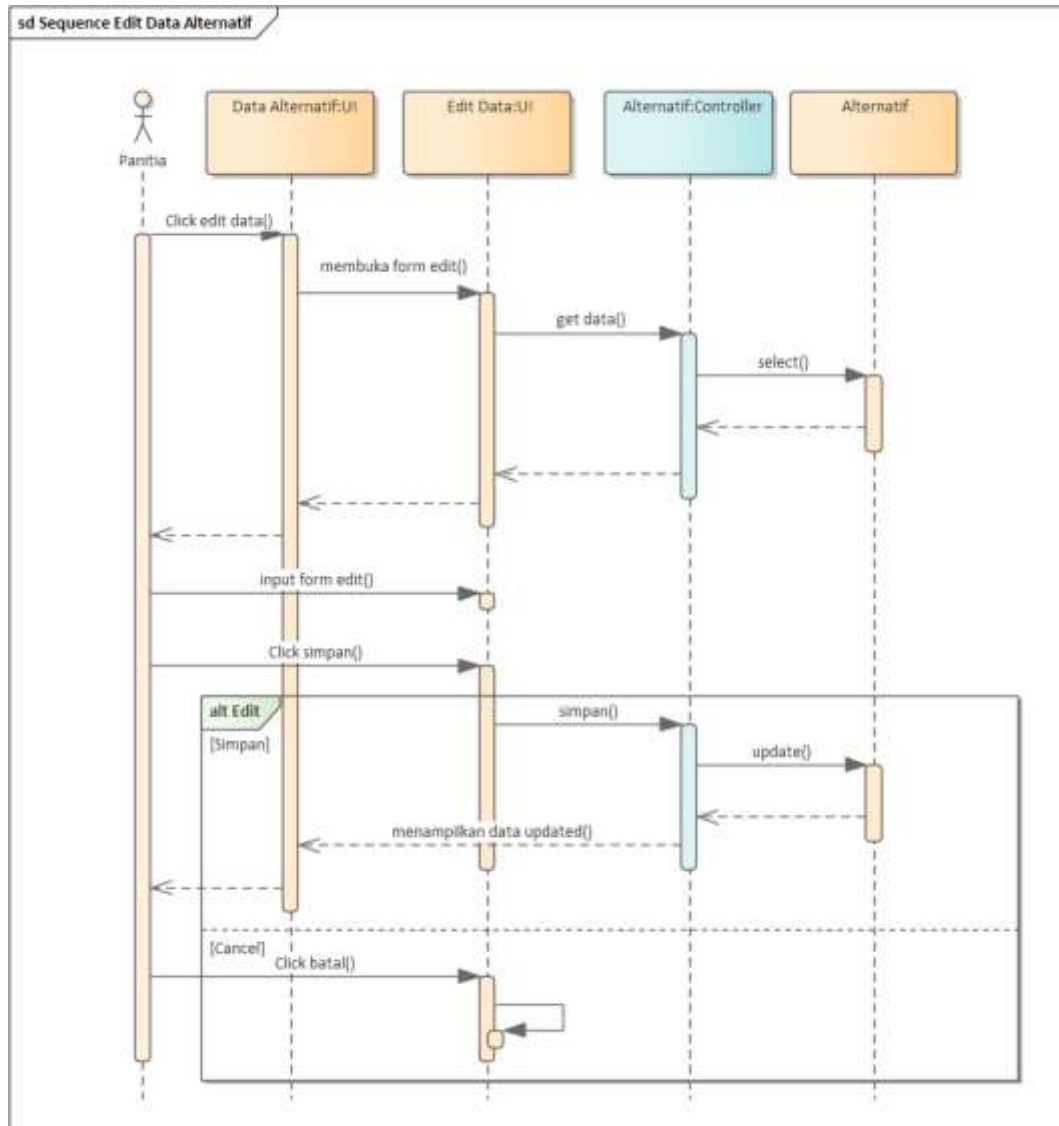 sd Sequence Edit Data Alternatif
Panitia
Data Alternatif:UI
Edit Data:UI
Alternatif:Controller
Alternatif
Click edit data()
membuka form edit()
get data()
select()
input form edit()
Click simpan()
alt Edit
[Simpan]
simpan()
update()
menampilkan data updated()
[Cancel]
Click batal()